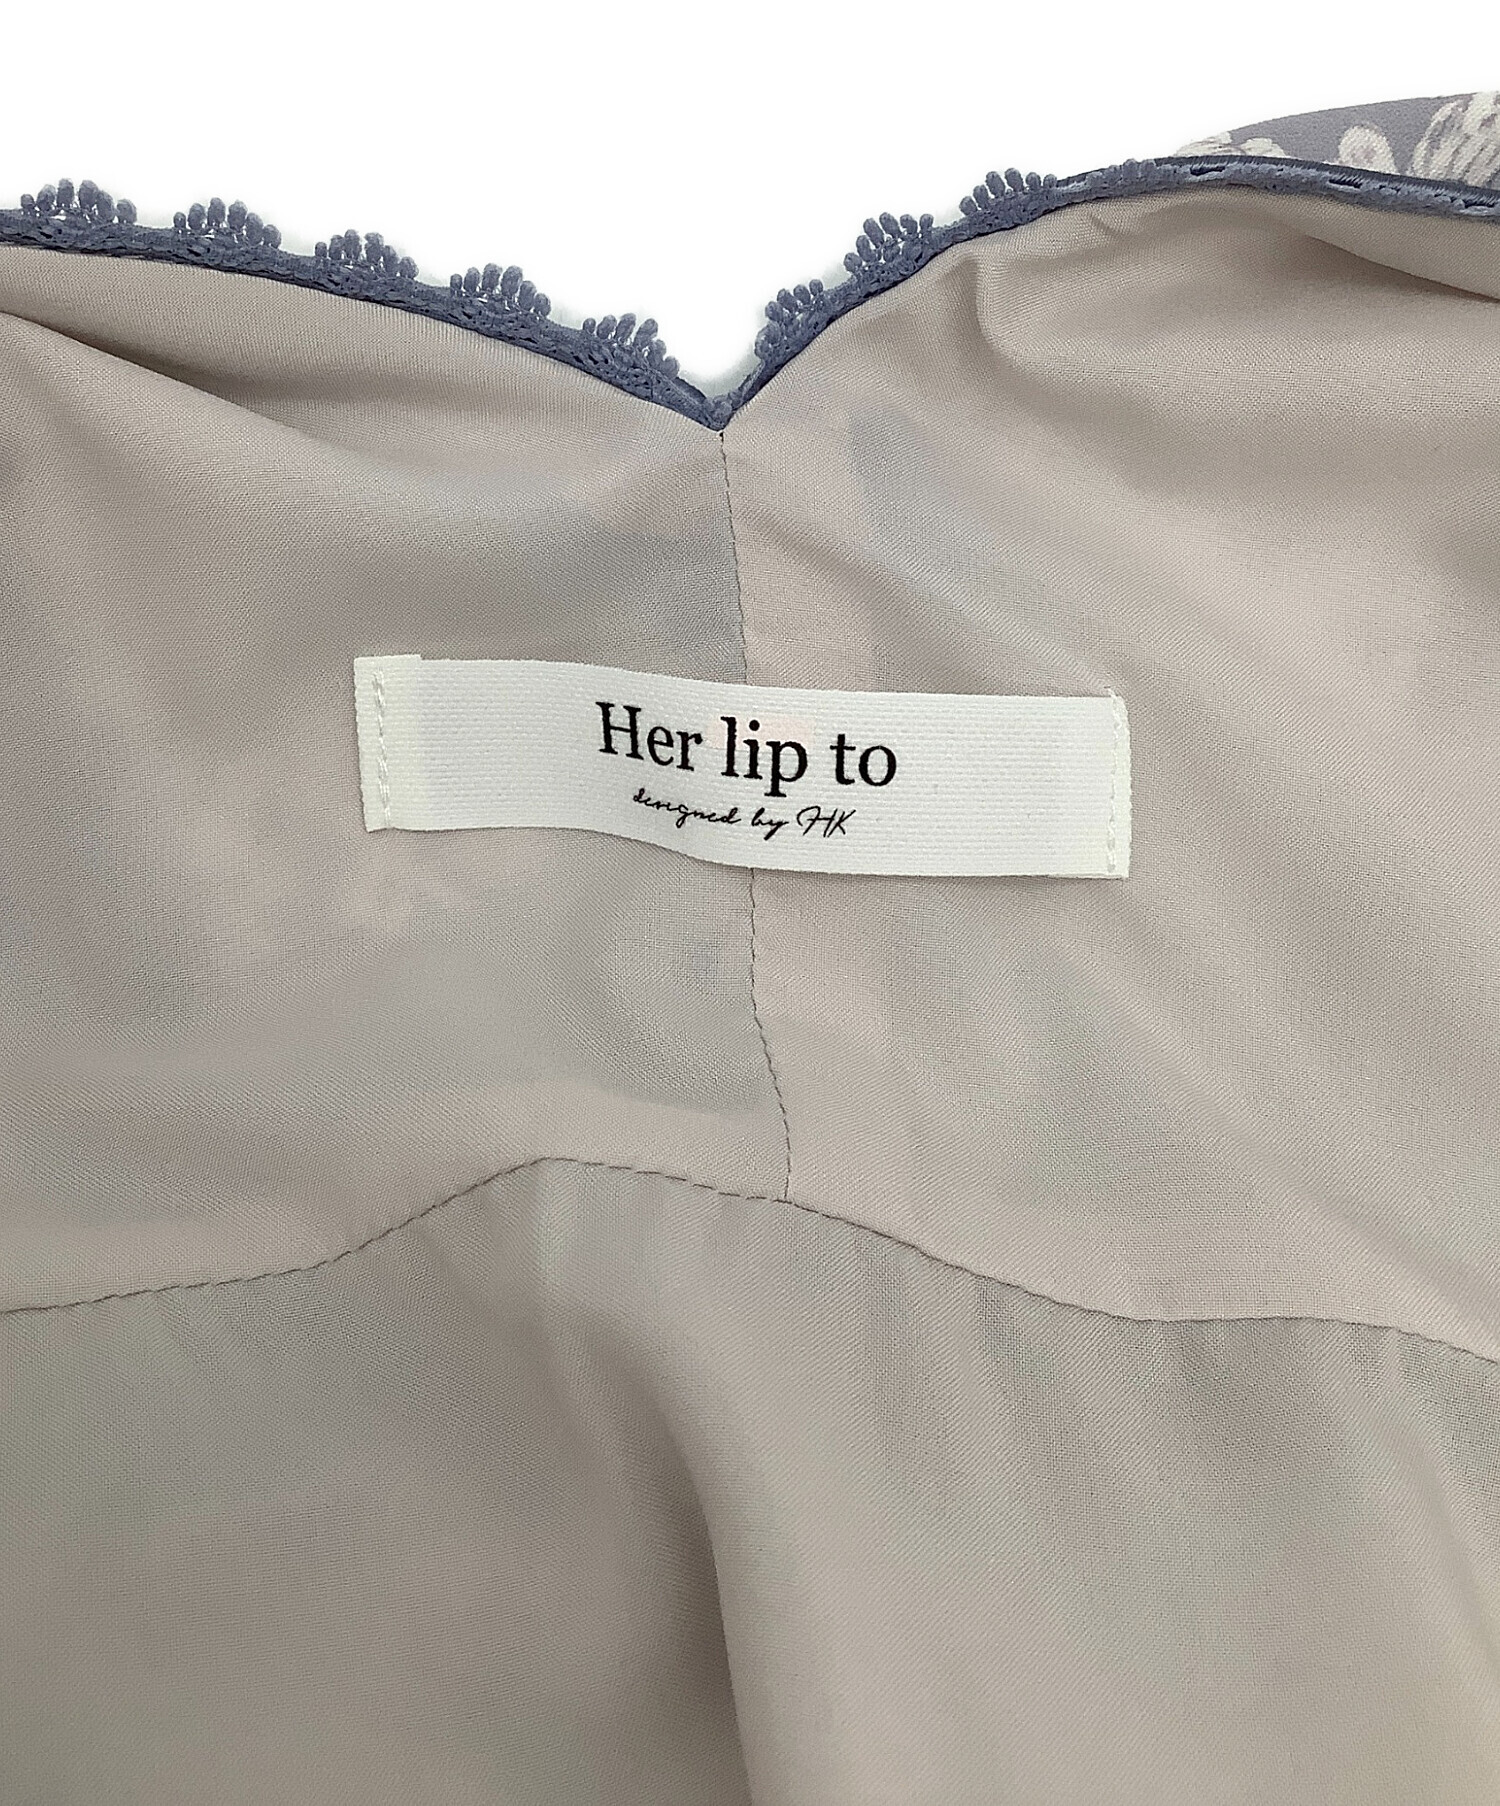 Her lip to
designed by HK